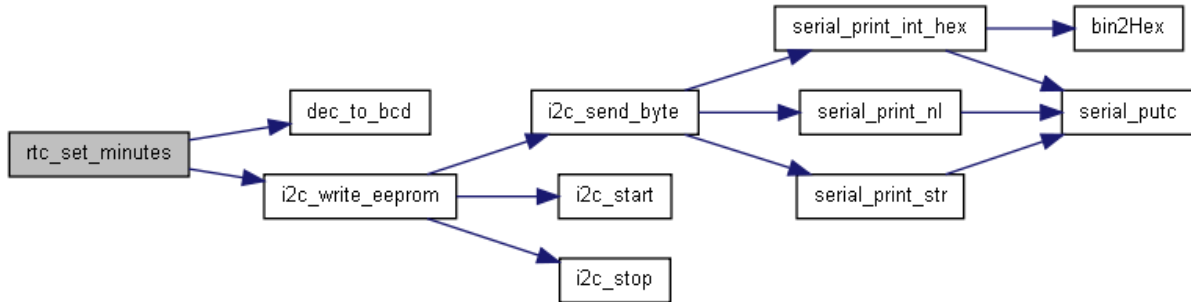 rtc_set_minutes
dec_to_bcd
i2c_write_eeprom
i2c_send_byte
i2c_start
i2c_stop
serial_print_int_hex
serial_print_nl
serial_print_str
bin2Hex
serial_putc